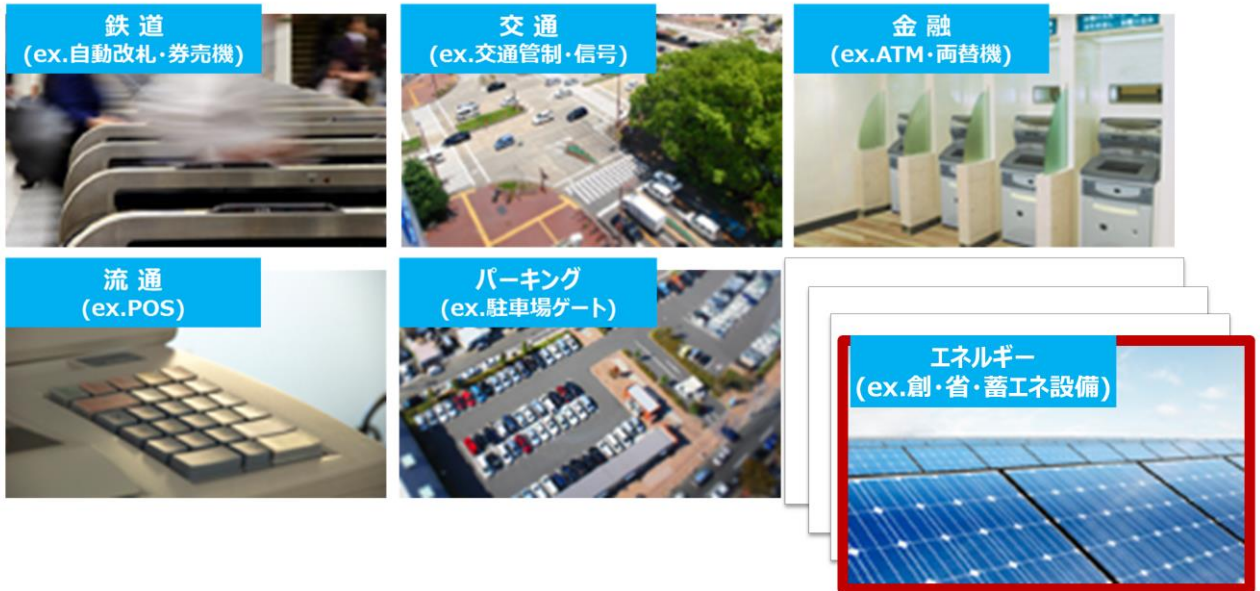 鉄 道
(ex.自動改札・券売機)
交 通
(ex.交通管制・信号)
金 融
(ex.ATM・両替機)
流 通
(ex.POS)
パーキング
(ex.駐車場ゲート)
エネルギー
(ex.創・省・蓄エネ設備)